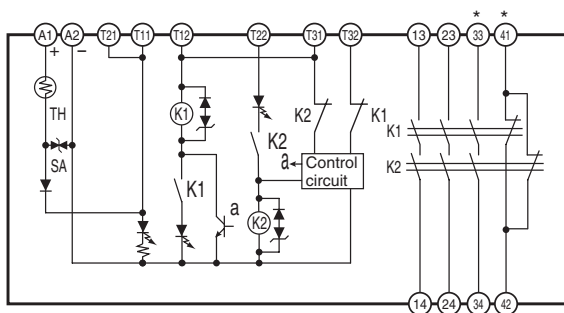 * *
A1 A2 T21 T11 T12 T22 T31 T32 13 23 33 41
+ −
TH
SA
K1
K2
K2
K1
K1
a
a
Control
circuit
K2
K1
K2
14 24 34 42